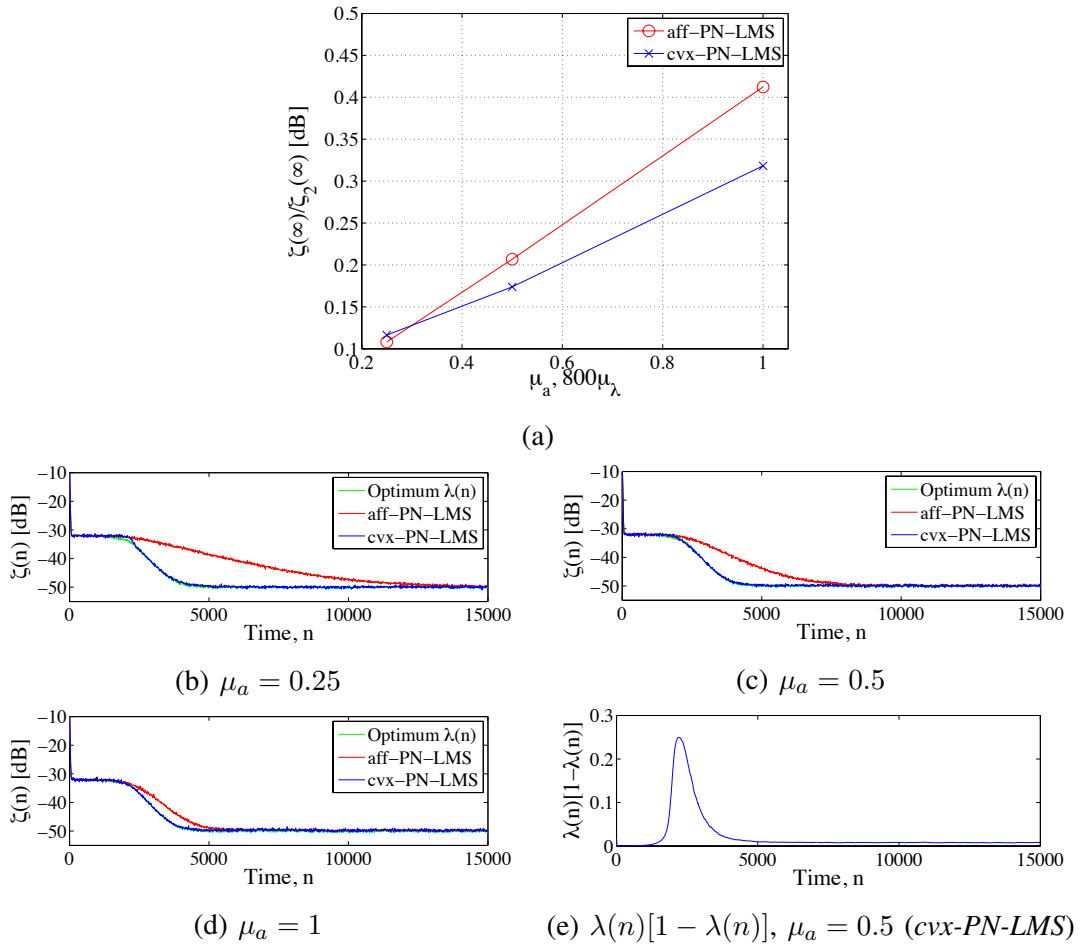 0.5
0.45
0.4
0.35
0.3
0.25
0.2
0.15
0.1
ζ(∞)/ζ₂(∞) [dB]
aff–PN–LMS
cvx–PN–LMS
0.2 0.4 0.6 0.8 1
μₐ, 800μ_λ
(a)
−10
−20
−30
−40
−50
ζ(n) [dB]
Optimum λ(n)
aff–PN–LMS
cvx–PN–LMS
0 5000 10000 15000
Time, n
(b) μₐ = 0.25
−10
−20
−30
−40
−50
ζ(n) [dB]
Optimum λ(n)
aff–PN–LMS
cvx–PN–LMS
0 5000 10000 15000
Time, n
(c) μₐ = 0.5
−10
−20
−30
−40
−50
ζ(n) [dB]
Optimum λ(n)
aff–PN–LMS
cvx–PN–LMS
0 5000 10000 15000
Time, n
(d) μₐ = 1
0.3
0.2
0.1
0
λ(n)[1−λ(n)]
0 5000 10000 15000
Time, n
(e) λ(n)[1 − λ(n)], μₐ = 0.5 (cvx-PN-LMS)